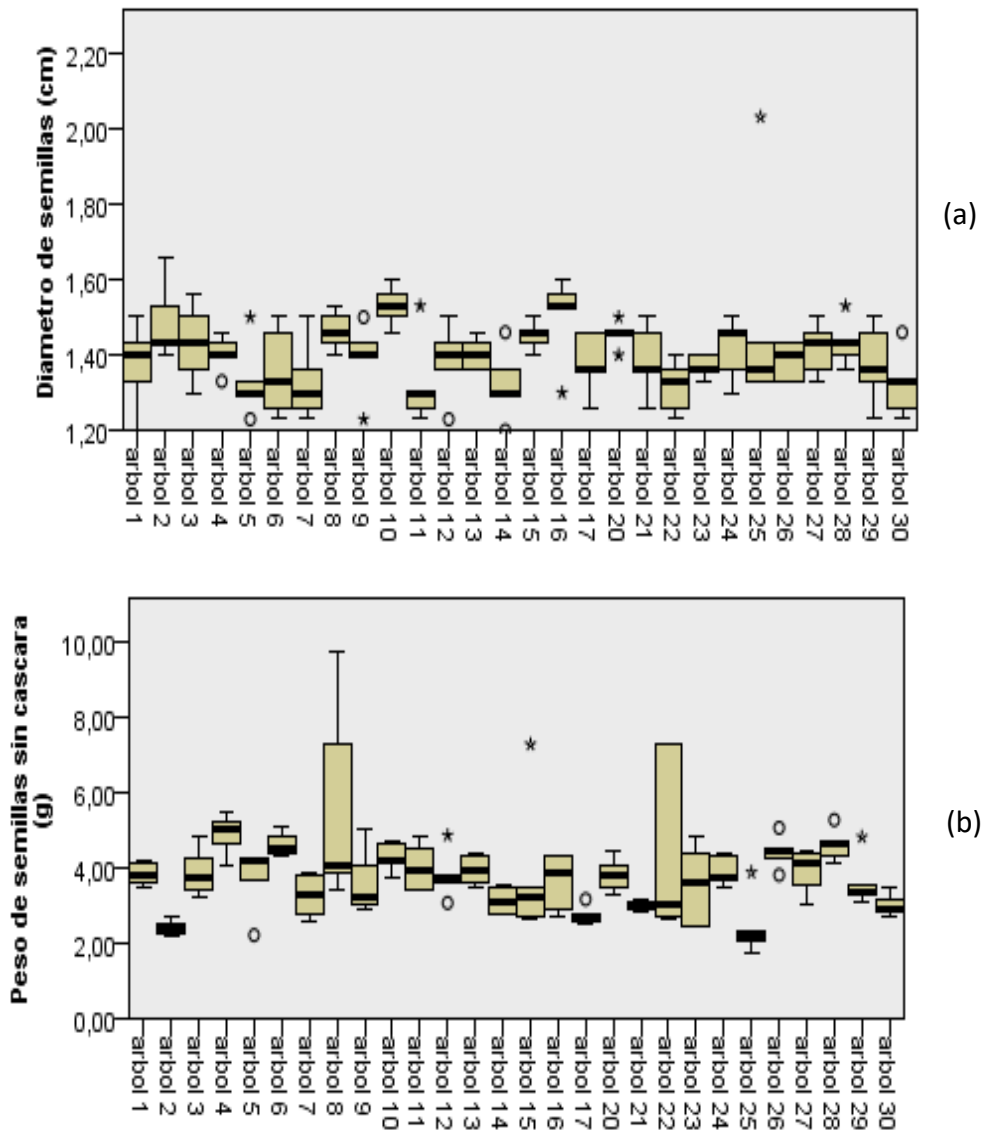 Diametro de semillas (cm)
2,20
2,00
1,80
1,60
1,40
1,20
(a)
arbol 1
arbol 2
arbol 3
arbol 4
arbol 5
arbol 6
arbol 7
arbol 8
arbol 9
arbol 10
arbol 11
arbol 12
arbol 13
arbol 14
arbol 15
arbol 16
arbol 17
arbol 20
arbol 21
arbol 22
arbol 23
arbol 24
arbol 25
arbol 26
arbol 27
arbol 28
arbol 29
arbol 30
Peso de semillas sin cascara
(g)
10,00
8,00
6,00
4,00
2,00
0,00
(b)
arbol 1
arbol 2
arbol 3
arbol 4
arbol 5
arbol 6
arbol 7
arbol 8
arbol 9
arbol 10
arbol 11
arbol 12
arbol 13
arbol 14
arbol 15
arbol 16
arbol 17
arbol 20
arbol 21
arbol 22
arbol 23
arbol 24
arbol 25
arbol 26
arbol 27
arbol 28
arbol 29
arbol 30